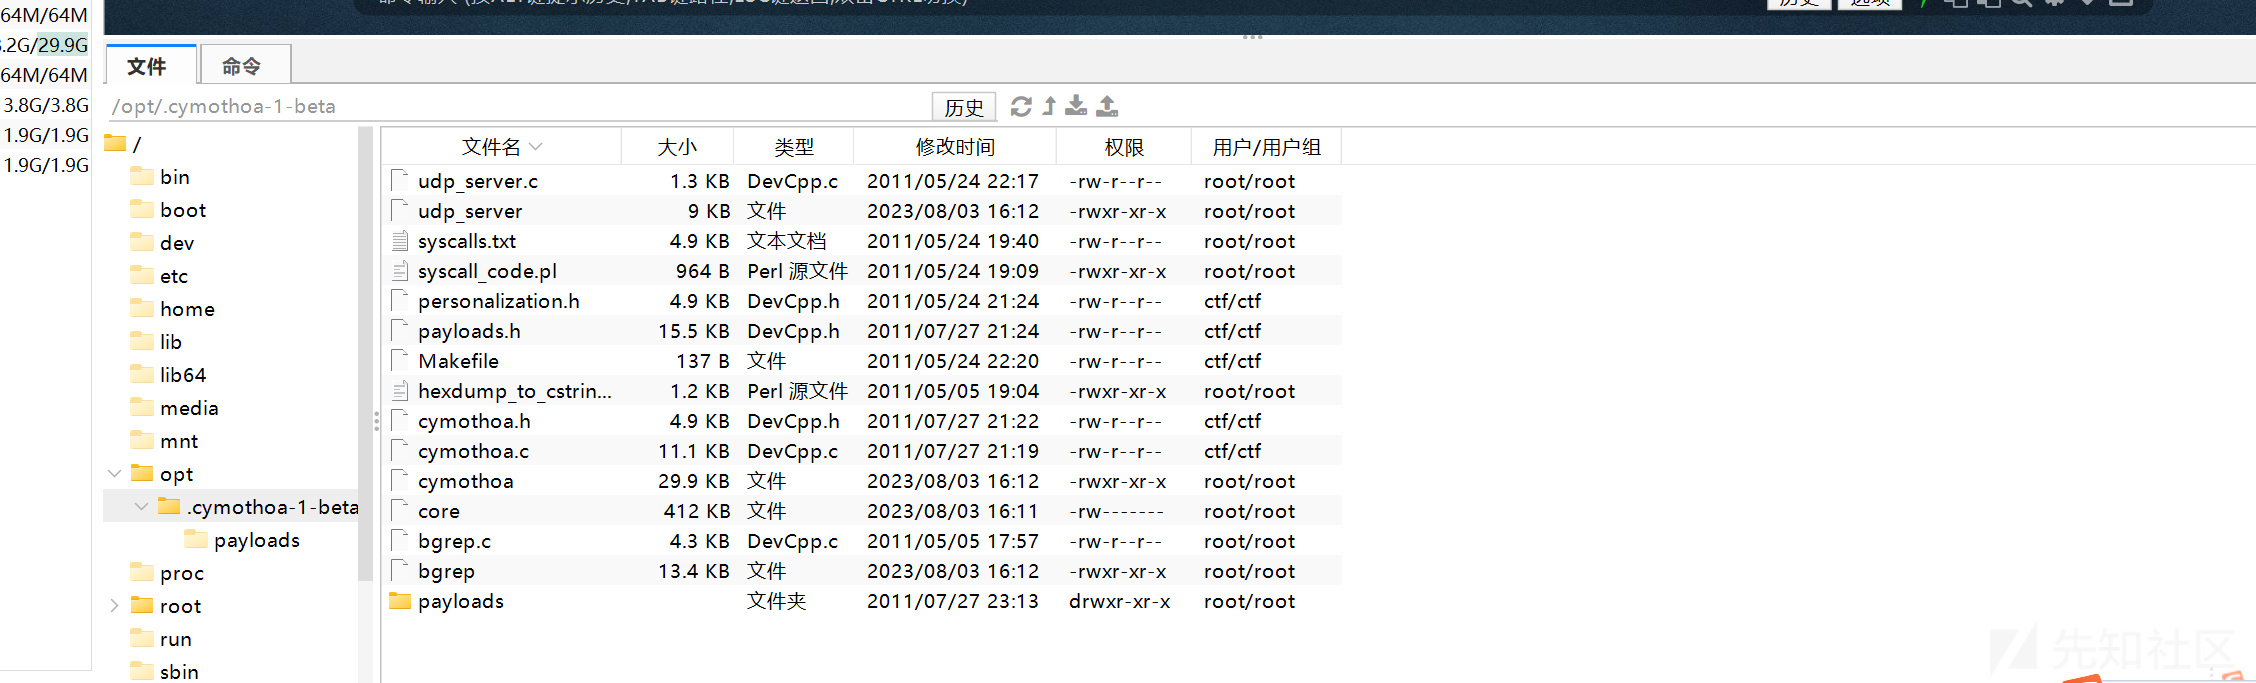 64M/64M
.2G/29.9G
64M/64M
3.8G/3.8G
1.9G/1.9G
1.9G/1.9G
历史 选项
文件 命令
/opt/.cymothoa-1-beta 历史
/
bin
boot
dev
etc
home
lib
lib64
media
mnt
opt
.cymothoa-1-beta
payloads
proc
root
run
sbin
文件名 大小 类型 修改时间 权限 用户/用户组
udp_server.c 1.3 KB DevCpp.c 2011/05/24 22:17 -rw-r--r-- root/root
udp_server 9 KB 文件 2023/08/03 16:12 -rwxr-xr-x root/root
syscalls.txt 4.9 KB 文本文档 2011/05/24 19:40 -rw-r--r-- root/root
syscall_code.pl 964 B Perl 源文件 2011/05/24 19:09 -rwxr-xr-x root/root
personalization.h 4.9 KB DevCpp.h 2011/05/24 21:24 -rw-r--r-- ctf/ctf
payloads.h 15.5 KB DevCpp.h 2011/07/27 21:24 -rw-r--r-- ctf/ctf
Makefile 137 B 文件 2011/05/24 22:20 -rw-r--r-- ctf/ctf
hexdump_to_cstrin... 1.2 KB Perl 源文件 2011/05/05 19:04 -rwxr-xr-x root/root
cymothoa.h 4.9 KB DevCpp.h 2011/07/27 21:22 -rw-r--r-- ctf/ctf
cymothoa.c 11.1 KB DevCpp.c 2011/07/27 21:19 -rw-r--r-- ctf/ctf
cymothoa 29.9 KB 文件 2023/08/03 16:12 -rwxr-xr-x root/root
core 412 KB 文件 2023/08/03 16:11 -rw------- root/root
bgrep.c 4.3 KB DevCpp.c 2011/05/05 17:57 -rw-r--r-- root/root
bgrep 13.4 KB 文件 2023/08/03 16:12 -rwxr-xr-x root/root
payloads 文件夹 2011/07/27 23:13 drwxr-xr-x root/root
先知社区